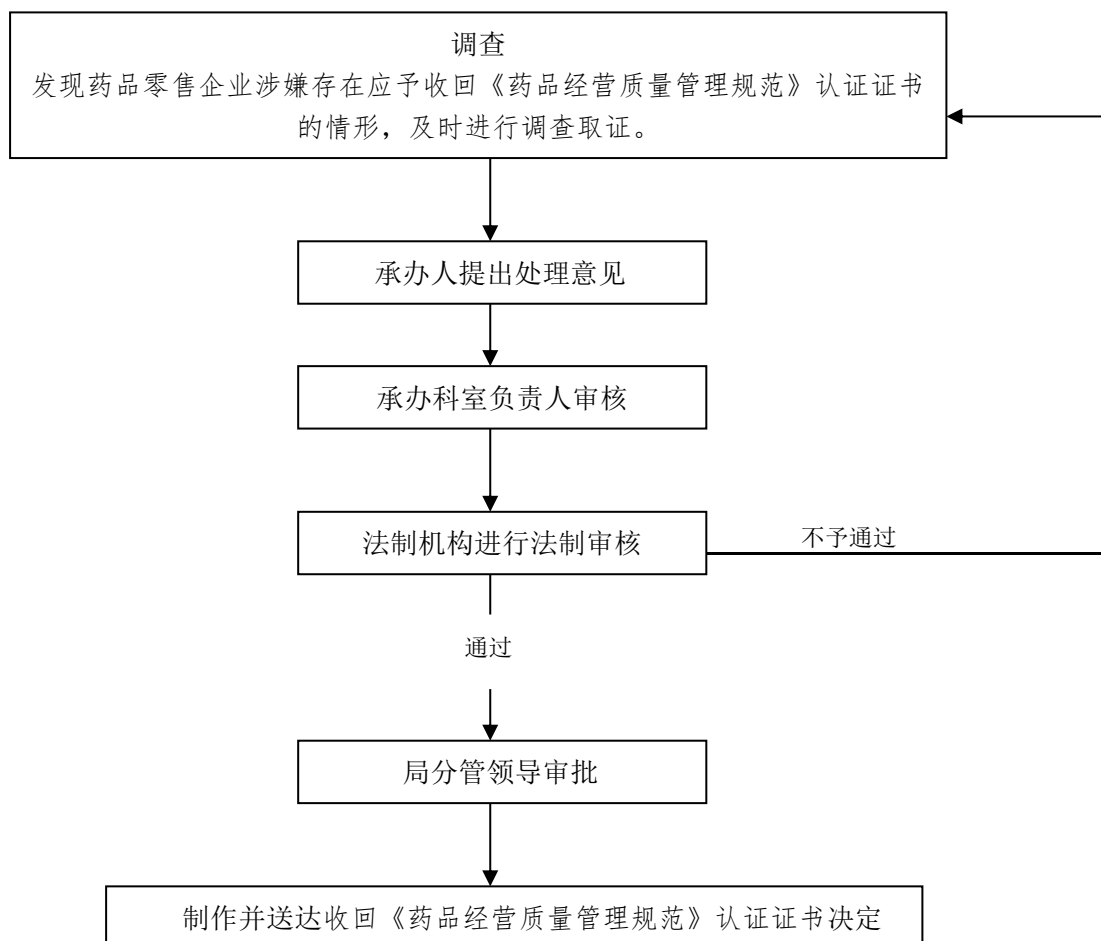 调查
发现药品零售企业涉嫌存在应予收回《药品经营质量管理规范》认证证书
的情形，及时进行调查取证。
承办人提出处理意见
承办科室负责人审核
法制机构进行法制审核
不予通过
通过
局分管领导审批
制作并送达收回《药品经营质量管理规范》认证证书决定